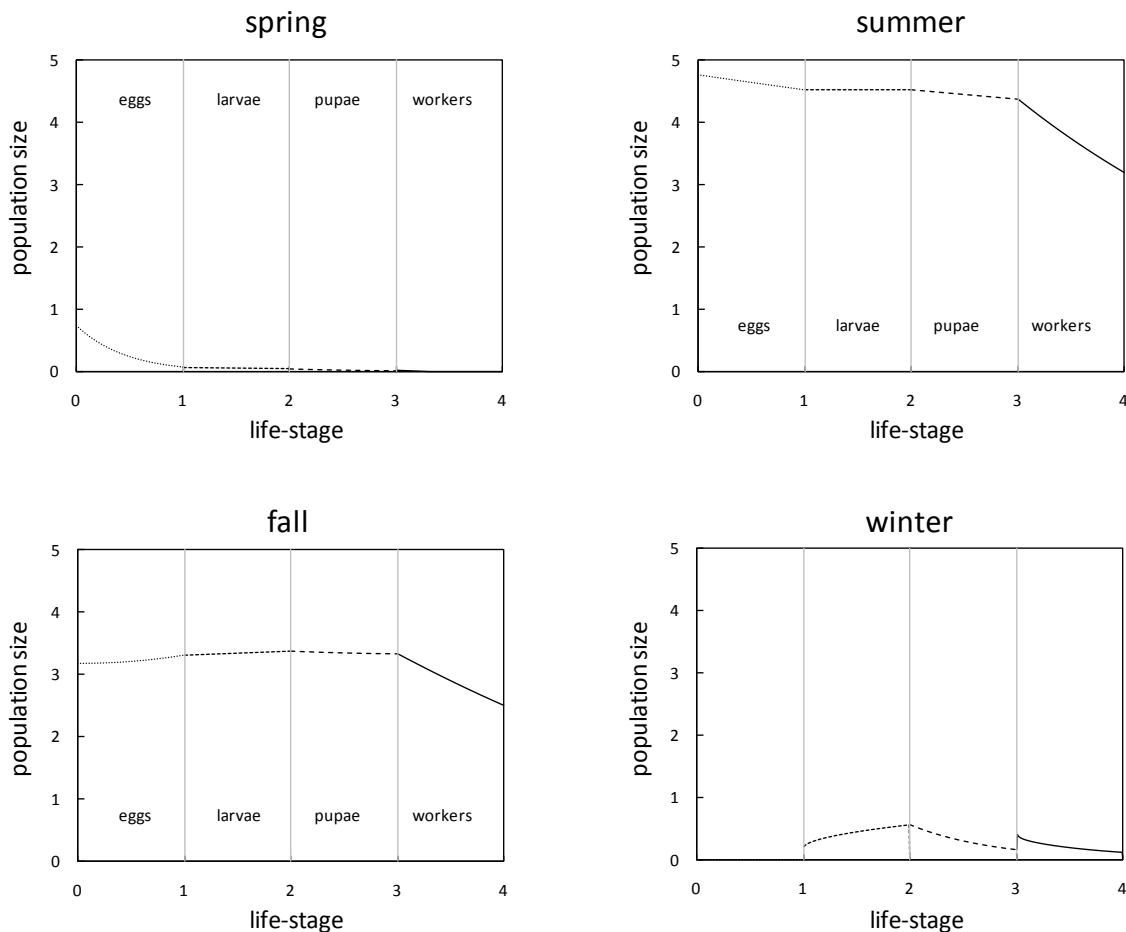 spring
5
4
3
2
1
0
eggs
larvae
pupae
workers
0
1
2
3
4
population size
life-stage
summer
5
4
3
2
1
0
eggs
larvae
pupae
workers
0
1
2
3
4
population size
life-stage
fall
5
4
3
2
1
0
eggs
larvae
pupae
workers
0
1
2
3
4
population size
life-stage
winter
5
4
3
2
1
0
0
1
2
3
4
population size
life-stage